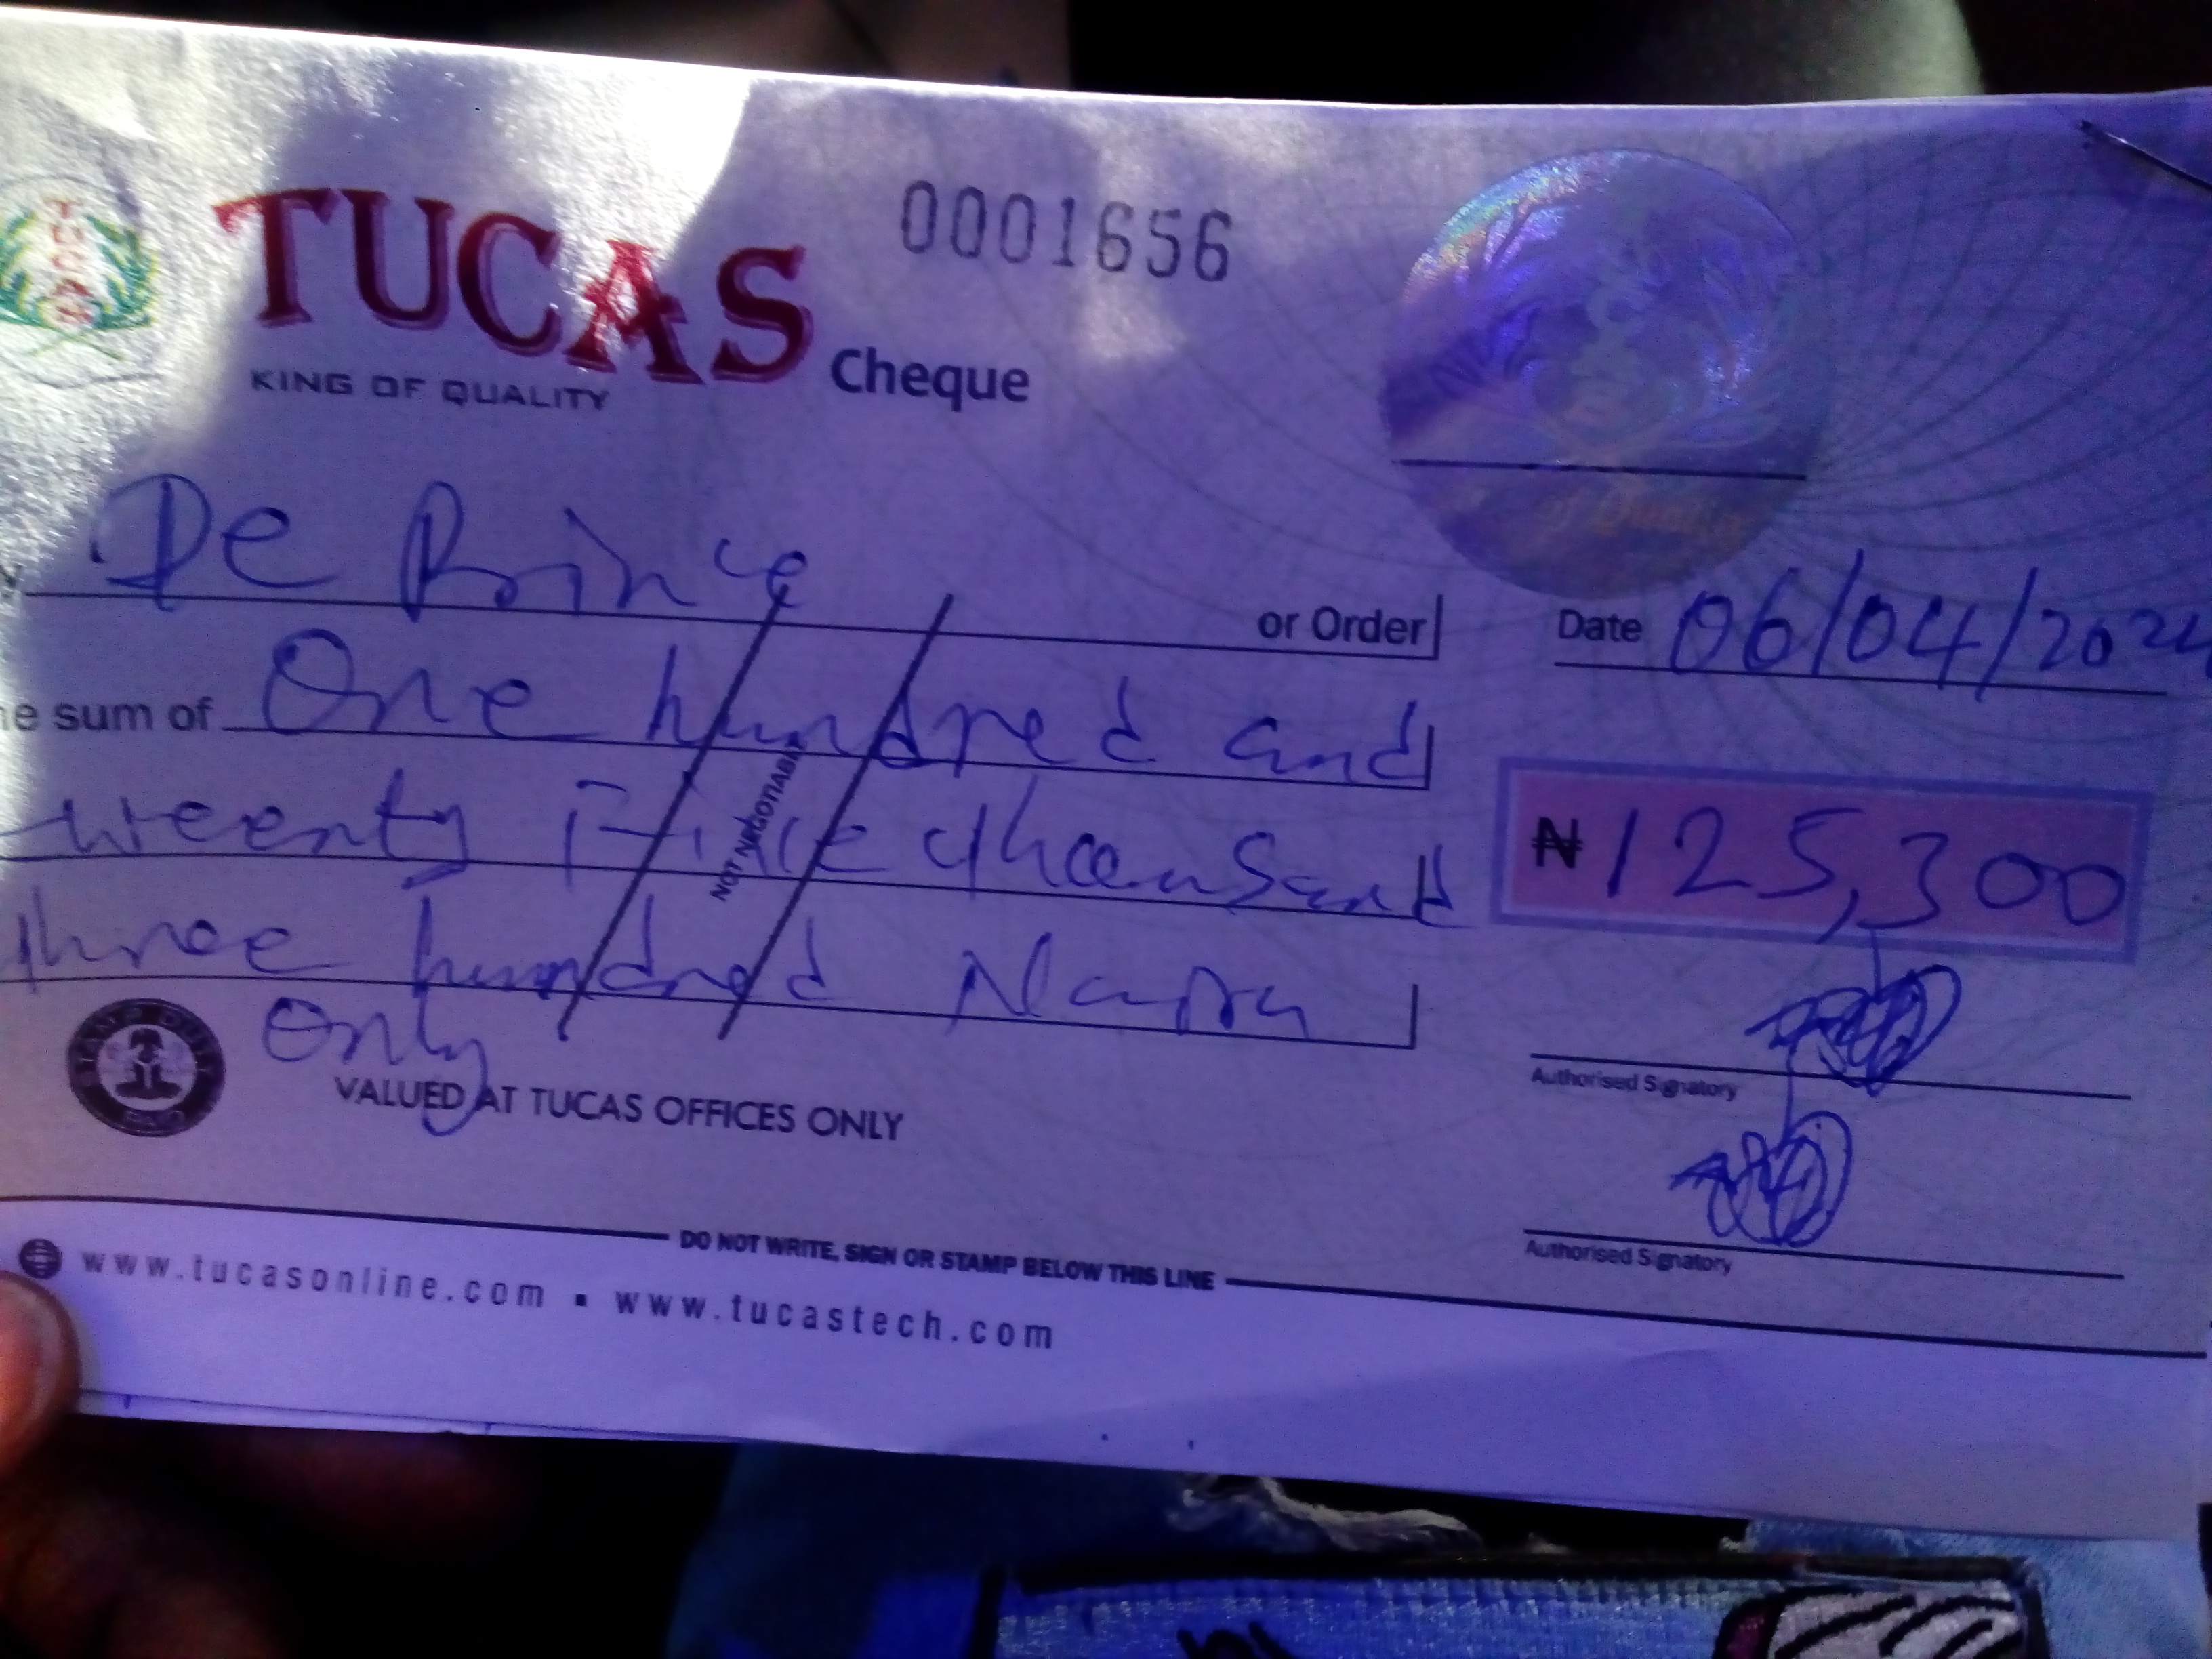 TUCAS
0001656
KING OF QUALITY
Cheque
De Prince
or Order
Date 06/04/2024
sum of One hundred and
tweenty Five thousand
₦125,300
three hundred Naira
Only
NOT NEGOTIABLE
Authorised Signatory
VALUED AT TUCAS OFFICES ONLY
Authorised Signatory
DO NOT WRITE, SIGN OR STAMP BELOW THIS LINE
www.tucasonline.com ▪ www.tucastech.com